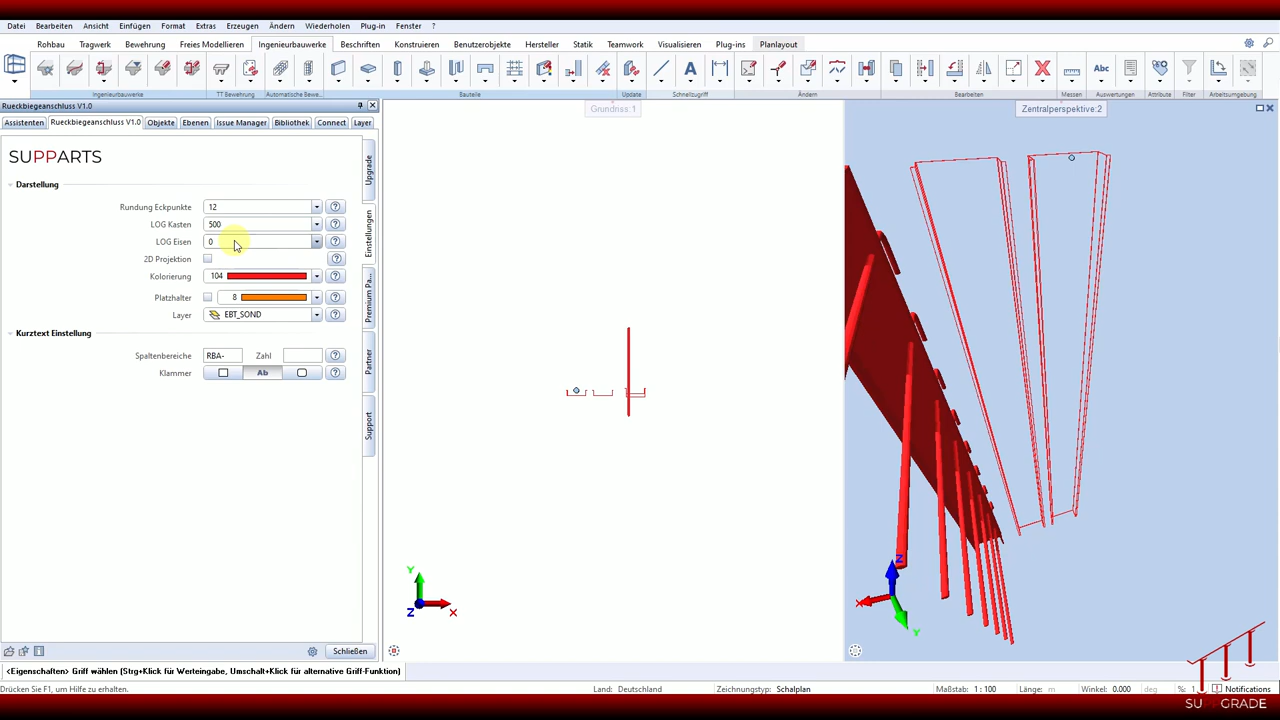 Datei Bearbeiten Ansicht Einfügen Format Extras Erzeugen Ändern Wiederholen Plug-in Fenster ?
Rohbau Tragwerk Bewehrung Freies Modellieren Ingenieurbauwerke Beschriften Konstruieren Benutzerobjekte Hersteller Statik Teamwork Visualisieren Plug-ins Planlayout
Ingenieurbauwerke TT Bewehrung Automatische Bewe... Bauteile Update Schnellzugriff Ändern Bearbeiten Messen Auswertungen Attribute Filter Arbeitsumgebung
Rueckbiegeanschluss V1.0
Assistenten Rueckbiegeanschluss V1.0 Objekte Ebenen Issue Manager Bibliothek Connect Layer
Grundriss:1
Zentralperspektive:2
SUPPARTS
Darstellung
Rundung Eckpunkte 12
LOG Kasten 500
LOG Eisen 0
2D Projektion
Kolorierung 104
Platzhalter 8
Layer EBT_SOND
Kurztext Einstellung
Spaltenbereiche RBA- Zahl
Klammer Ab
Upgrade
Einstellungen
Premium Pa...
Partner
Support
Y
Z X
Z
X
Y
Schließen
<Eigenschaften> Griff wählen (Strg+Klick für Werteingabe, Umschalt+Klick für alternative Griff-Funktion)
Drücken Sie F1, um Hilfe zu erhalten. Land: Deutschland Zeichnungstyp: Schalplan Maßstab: 1 : 100 Länge: m Winkel: 0.000 deg %: 1 Notifications
SUPPGRADE